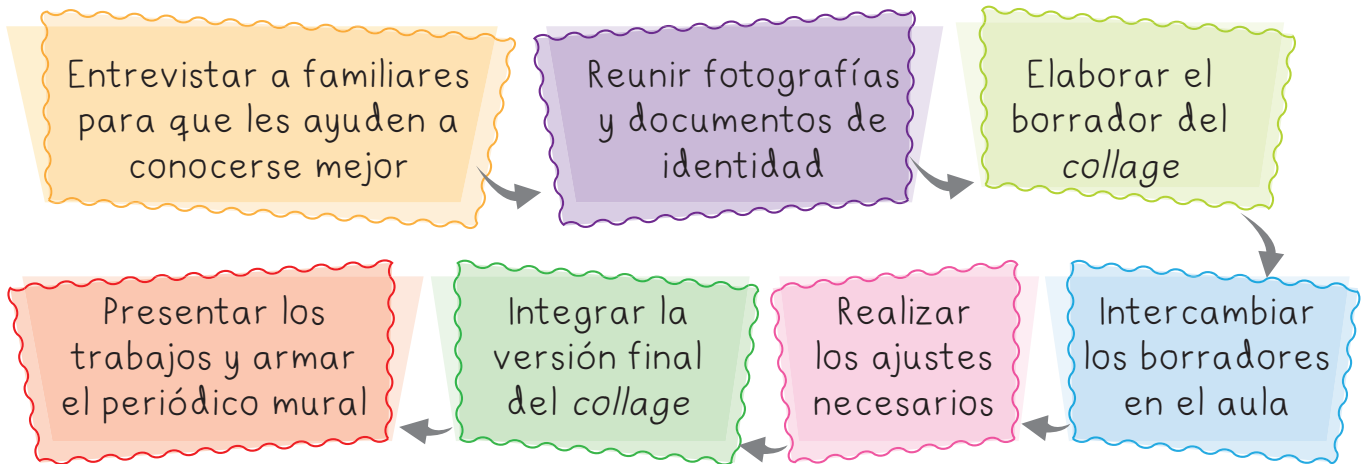 Entrevistar a familiares
para que les ayuden a
conocerse mejor
Reunir fotografías
y documentos de
identidad
Elaborar el
borrador del
collage
Intercambiar
los borradores
en el aula
Realizar
los ajustes
necesarios
Integrar la
versión final
del collage
Presentar los
trabajos y armar
el periódico mural